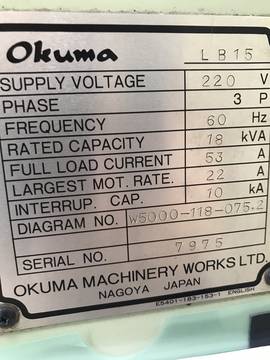 Okuma LB15
SUPPLY VOLTAGE 220 V
PHASE 3 P
FREQUENCY 60 Hz
RATED CAPACITY 18 kVA
FULL LOAD CURRENT 53 A
LARGEST MOT. RATE. 22 A
INTERRUP. CAP. 10 kA
DIAGRAM NO. W5000-118-075.2
SERIAL NO. 7975
OKUMA MACHINERY WORKS LTD.
NAGOYA JAPAN
E5401-183-153-1 ENGLISH